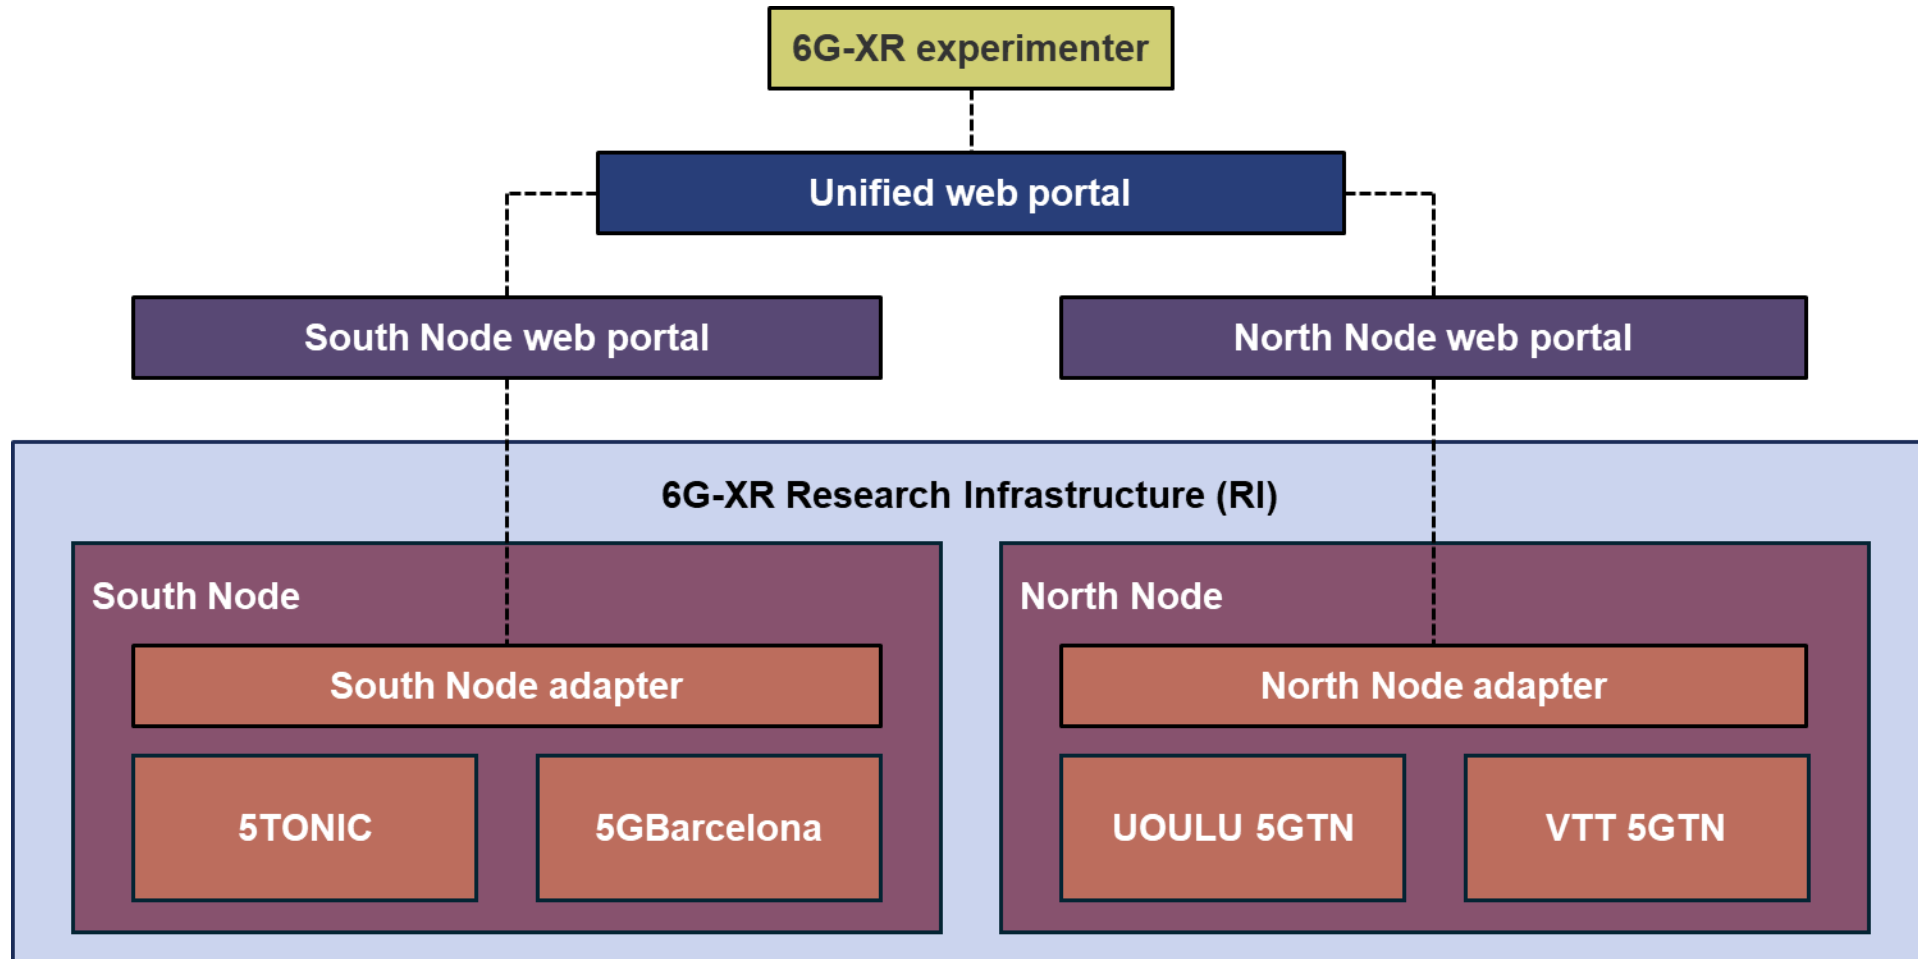 6G-XR experimenter
Unified web portal
South Node web portal
North Node web portal
6G-XR Research Infrastructure (RI)
South Node
North Node
South Node adapter
North Node adapter
5TONIC
5GBarcelona
UOULU 5GTN
VTT 5GTN